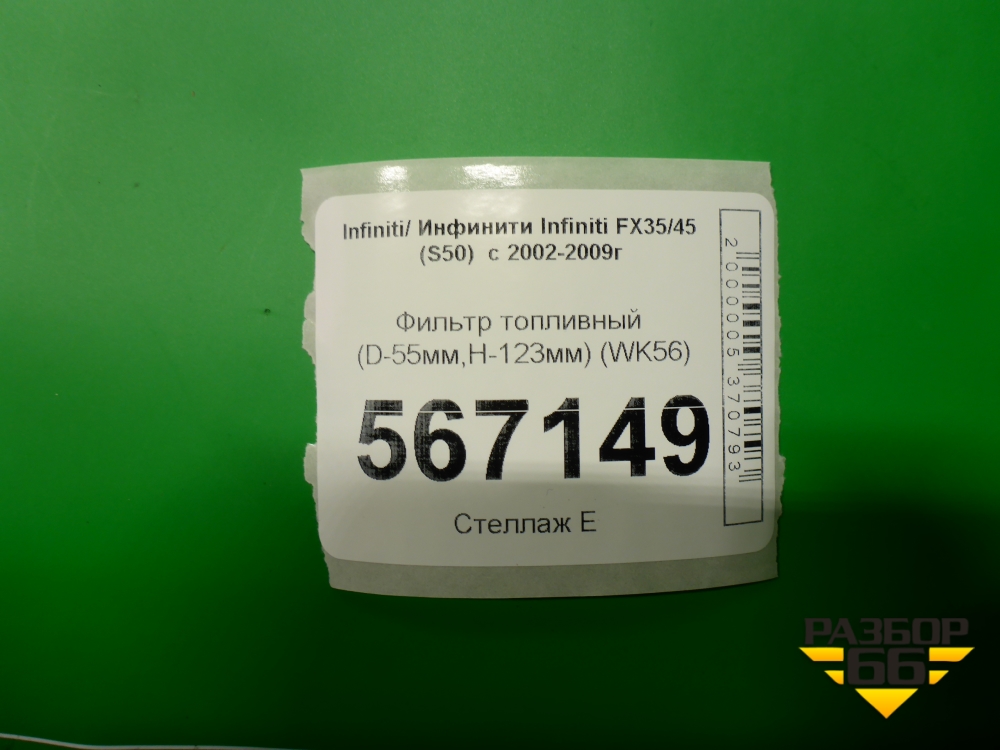 Infiniti/ Инфинити Infiniti FX35/45
(S50) с 2002-2009г
Фильтр топливный
(D-55мм,H-123мм) (WK56)
567149
Стеллаж Е
2000005370793
РАЗБОР
66